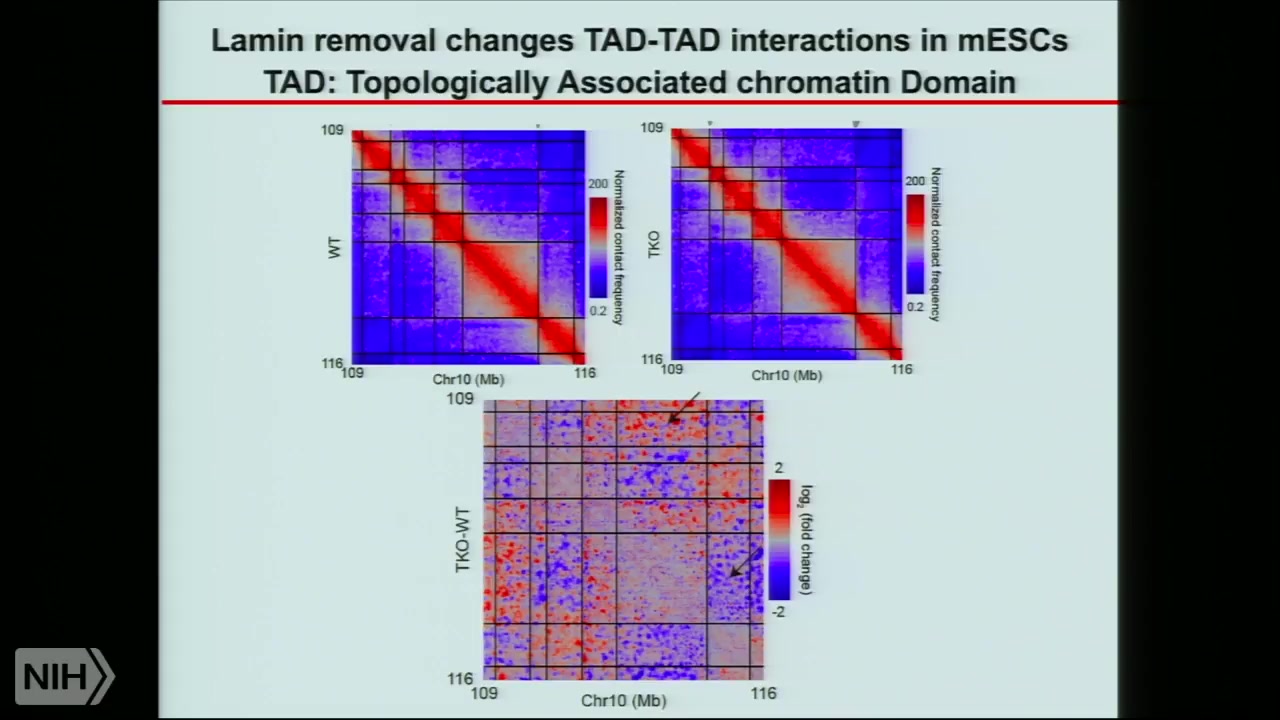 Lamin removal changes TAD-TAD interactions in mESCs
TAD: Topologically Associated chromatin Domain
109
WT
116
109
Chr10 (Mb)
116
200
0.2
Normalized contact frequency
109
TKO
116
109
Chr10 (Mb)
116
200
0.2
Normalized contact frequency
109
TKO-WT
116
109
Chr10 (Mb)
116
2
-2
log2 (fold change)
NIH